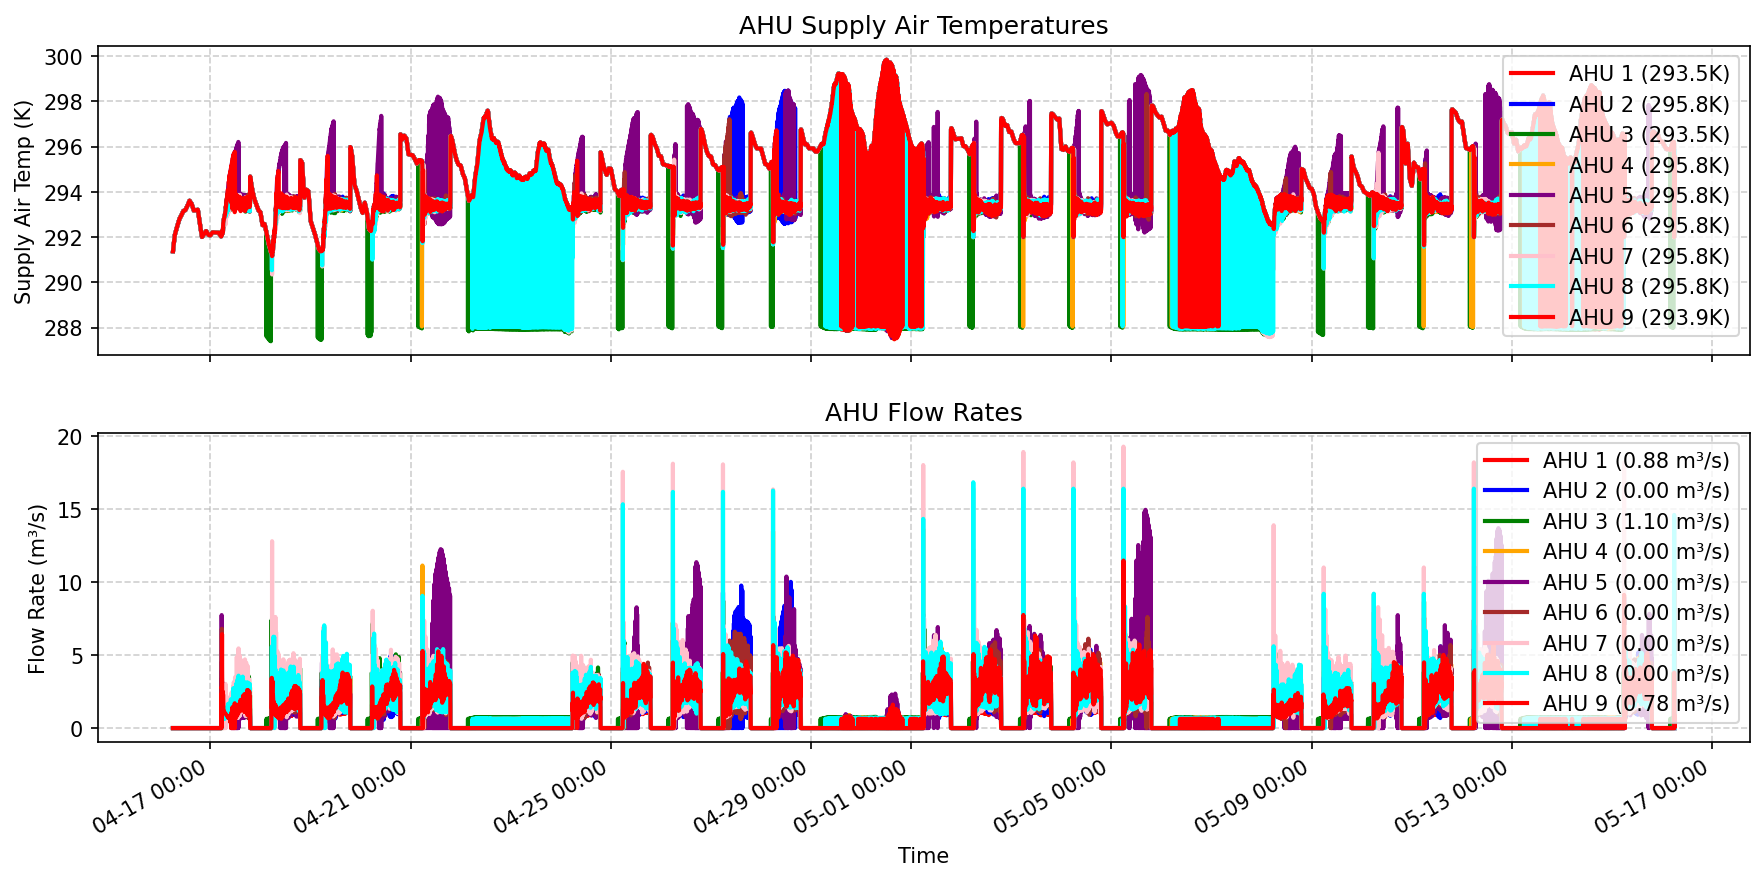 AHU Supply Air Temperatures
Supply Air Temp (K)
300
298
296
294
292
290
288
AHU 1 (293.5K)
AHU 2 (295.8K)
AHU 3 (293.5K)
AHU 4 (295.8K)
AHU 5 (295.8K)
AHU 6 (295.8K)
AHU 7 (295.8K)
AHU 8 (295.8K)
AHU 9 (293.9K)
AHU Flow Rates
Flow Rate (m³/s)
20
15
10
5
0
AHU 1 (0.88 m³/s)
AHU 2 (0.00 m³/s)
AHU 3 (1.10 m³/s)
AHU 4 (0.00 m³/s)
AHU 5 (0.00 m³/s)
AHU 6 (0.00 m³/s)
AHU 7 (0.00 m³/s)
AHU 8 (0.00 m³/s)
AHU 9 (0.78 m³/s)
04-17 00:00
04-21 00:00
04-25 00:00
04-29 00:00
05-01 00:00
05-05 00:00
05-09 00:00
05-13 00:00
05-17 00:00
Time